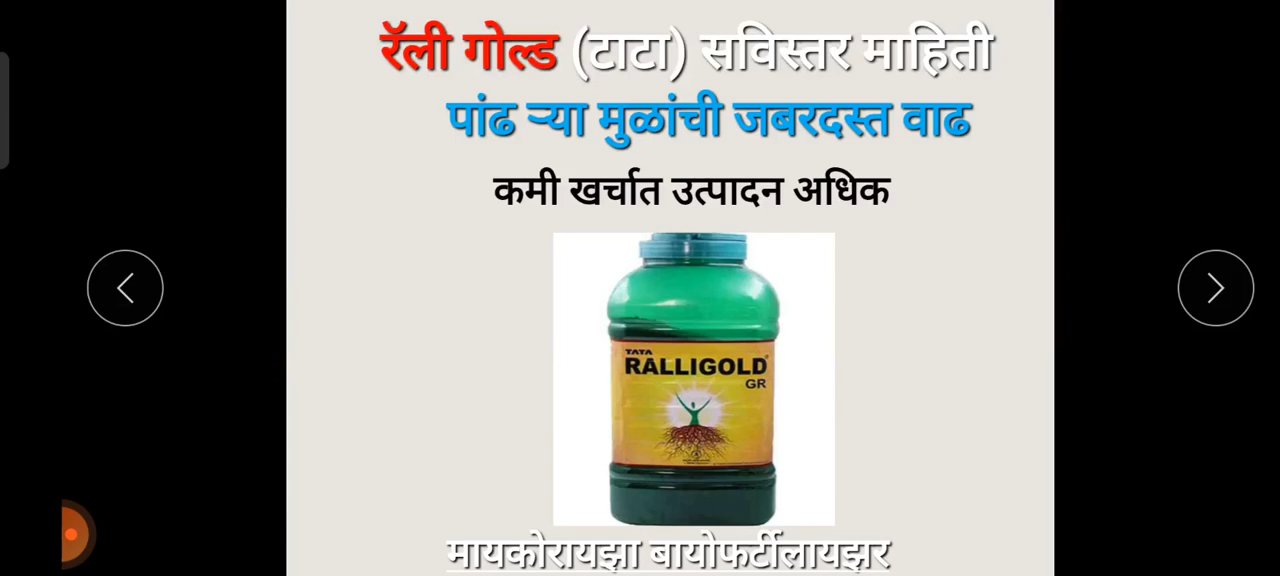 रॅली गोल्ड (टाटा) सविस्तर माहिती
पांढ ऱ्या मुळांची जबरदस्त वाढ
कमी खर्चात उत्पादन अधिक
TATA
RALLIGOLD
GR
मायकोरायझा बायोफर्टीलायझर